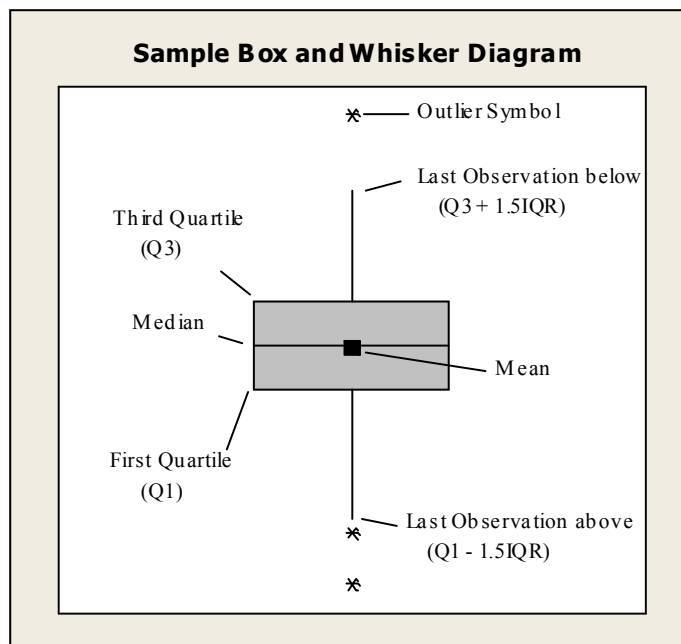 Sample Box and Whisker Diagram
Outlier Symbol
Last Observation below
(Q3 + 1.5IQR)
Third Quartile
(Q3)
Median
Mean
First Quartile
(Q1)
Last Observation above
(Q1 - 1.5IQR)